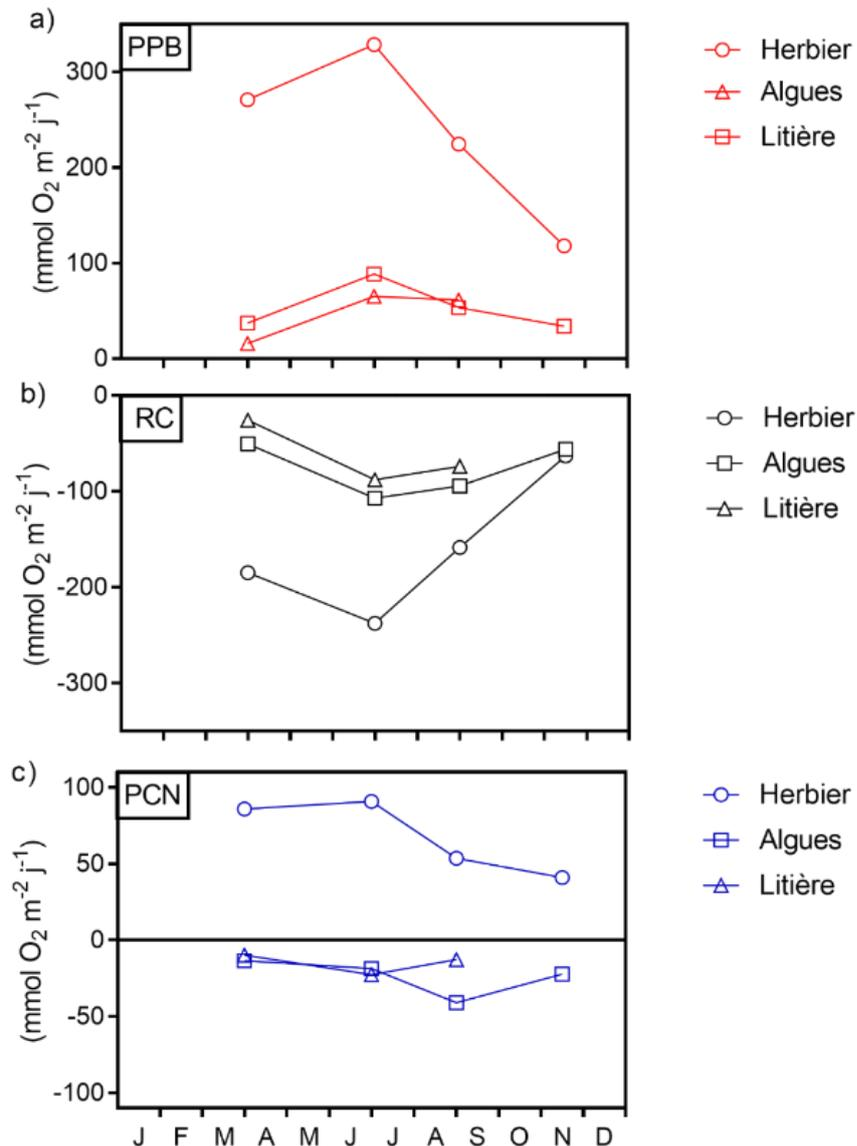 a)
PPB
300
200
100
0
(mmol O₂ m⁻² j⁻¹)
Herbier
Algues
Litière
b)
RC
0
-100
-200
-300
(mmol O₂ m⁻² j⁻¹)
Herbier
Algues
Litière
c)
PCN
100
50
0
-50
-100
(mmol O₂ m⁻² j⁻¹)
Herbier
Algues
Litière
J F M A M J J A S O N D